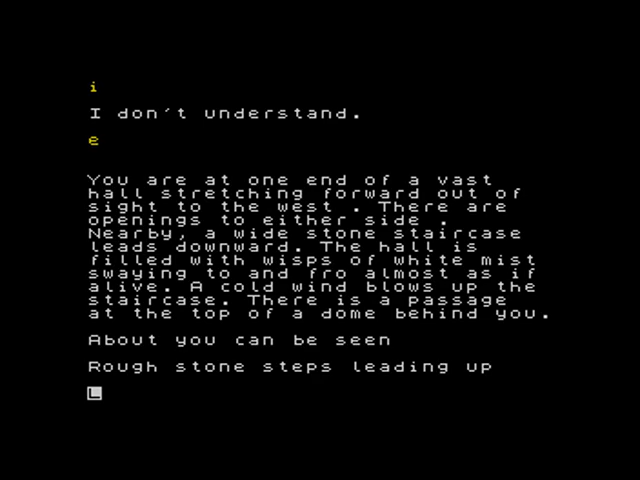 i
I don't understand.
e
You are at one end of a vast
hall stretching forward out of
sight to the west . There are
openings to either side .
Nearby, a wide stone staircase
leads downward. The hall is
filled with wisps of white mist
swaying to and fro almost as if
alive. A cold wind blows up the
staircase. There is a passage
at the top of a dome behind you.
About you can be seen
Rough stone steps leading up
L